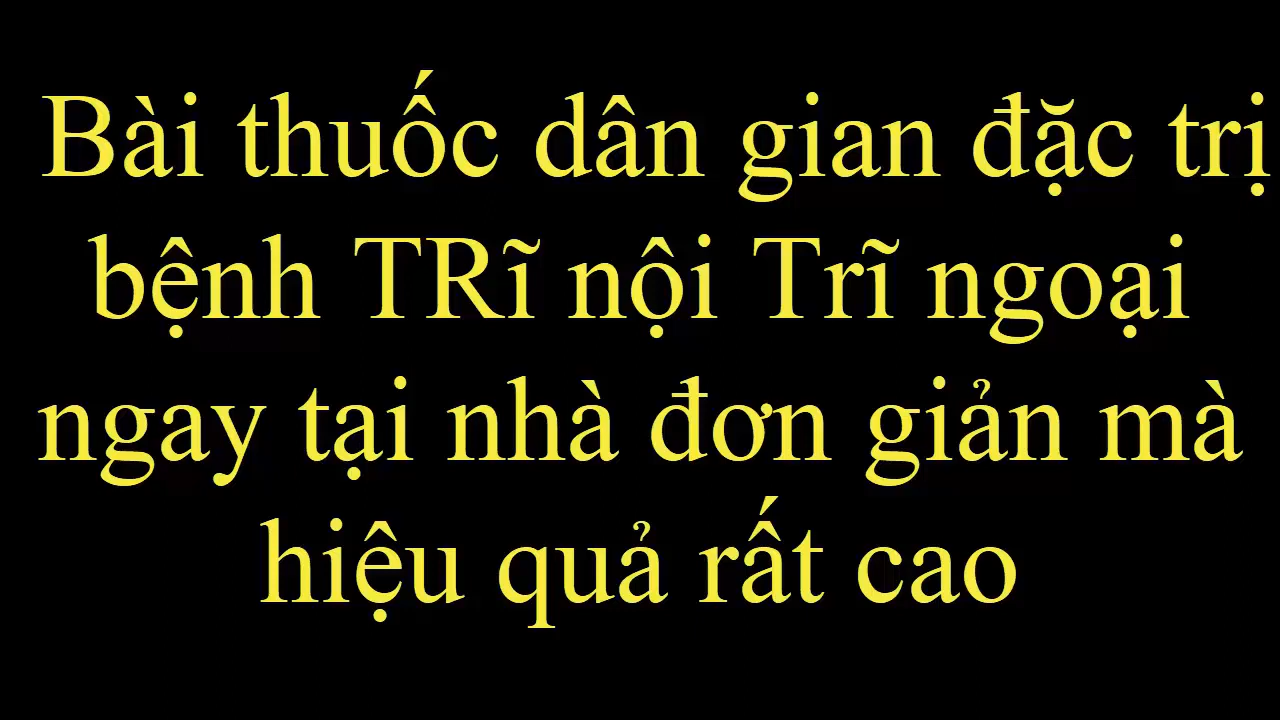 Bài thuốc dân gian đặc trị
bệnh TRĩ nội Trĩ ngoại
ngay tại nhà đơn giản mà
hiệu quả rất cao